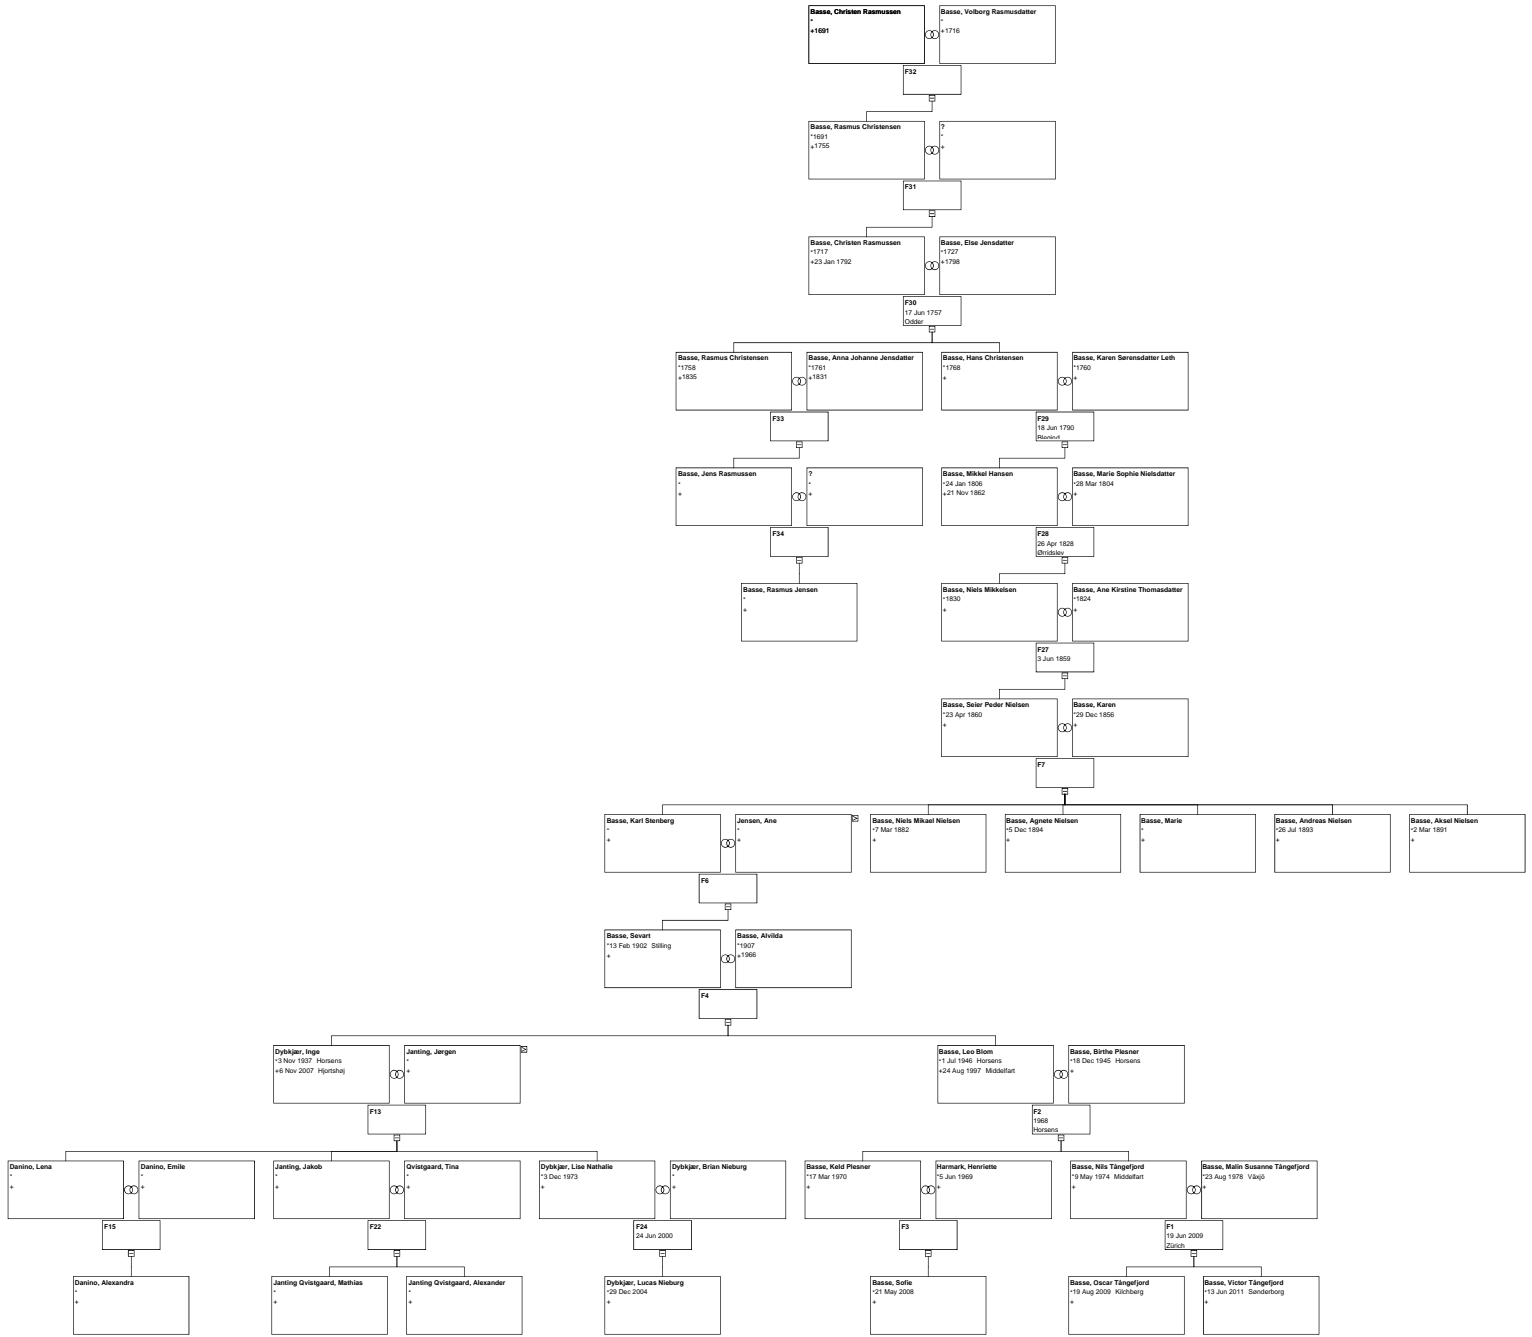 Basse, Christen Rasmussen
*
+1691
Basse, Volborg Rasmusdatter
*
+1716
F32
Basse, Rasmus Christensen
*1691
+1755
?
*
+
F31
Basse, Christen Rasmussen
*1717
+23 Jan 1792
Basse, Else Jensdatter
*1727
+1798
F30
17 Jun 1757
Odder
Basse, Rasmus Christensen
*1758
+1835
Basse, Anna Johanne Jensdatter
*1761
+1831
Basse, Hans Christensen
*1768
+
Basse, Karen Sørensdatter Leth
*1760
+
F33
F29
18 Jun 1790
Blegind
Basse, Jens Rasmussen
*
+
?
*
+
Basse, Mikkel Hansen
*24 Jan 1806
+21 Nov 1862
Basse, Marie Sophie Nielsdatter
*28 Mar 1804
+
F34
F28
26 Apr 1828
Ørridslev
Basse, Rasmus Jensen
*
+
Basse, Niels Mikkelsen
*1830
+
Basse, Ane Kirstine Thomasdatter
*1824
+
F27
3 Jun 1859
Basse, Seier Peder Nielsen
*23 Apr 1860
+
Basse, Karen
*29 Dec 1856
+
F7
Basse, Karl Stenberg
*
+
Jensen, Ane
*
+
Basse, Niels Mikael Nielsen
*7 Mar 1882
+
Basse, Agnete Nielsen
*5 Dec 1894
+
Basse, Marie
*
+
Basse, Andreas Nielsen
*26 Jul 1893
+
Basse, Aksel Nielsen
*2 Mar 1891
+
F6
Basse, Sevart
*13 Feb 1902 Stilling
+
Basse, Alvilda
*1907
+1966
F4
Dybkjær, Inge
*3 Nov 1937 Horsens
+6 Nov 2007 Hjortshøj
Janting, Jørgen
*
+
Basse, Leo Blom
*1 Jul 1946 Horsens
+24 Aug 1997 Middelfart
Basse, Birthe Plesner
*18 Dec 1945 Horsens
+
F13
F2
1968
Horsens
Danino, Lena
*
+
Danino, Emile
*
+
Janting, Jakob
*
+
Qvistgaard, Tina
*
+
Dybkjær, Lise Nathalie
*3 Dec 1973
+
Dybkjær, Brian Nieburg
*
+
Basse, Keld Plesner
*17 Mar 1970
+
Harmark, Henriette
*5 Jun 1969
+
Basse, Nils Tångefjord
*9 May 1974 Middelfart
+
Basse, Malin Susanne Tångefjord
*23 Aug 1978 Växjö
+
F15
F22
F24
24 Jun 2000
F3
F1
19 Jun 2009
Zürich
Danino, Alexandra
*
+
Janting Qvistgaard, Mathias
*
+
Janting Qvistgaard, Alexander
*
+
Dybkjær, Lucas Nieburg
*29 Dec 2004
+
Basse, Sofie
*21 May 2008
+
Basse, Oscar Tångefjord
*19 Aug 2009 Kilchberg
+
Basse, Victor Tångefjord
*13 Jun 2011 Sønderborg
+